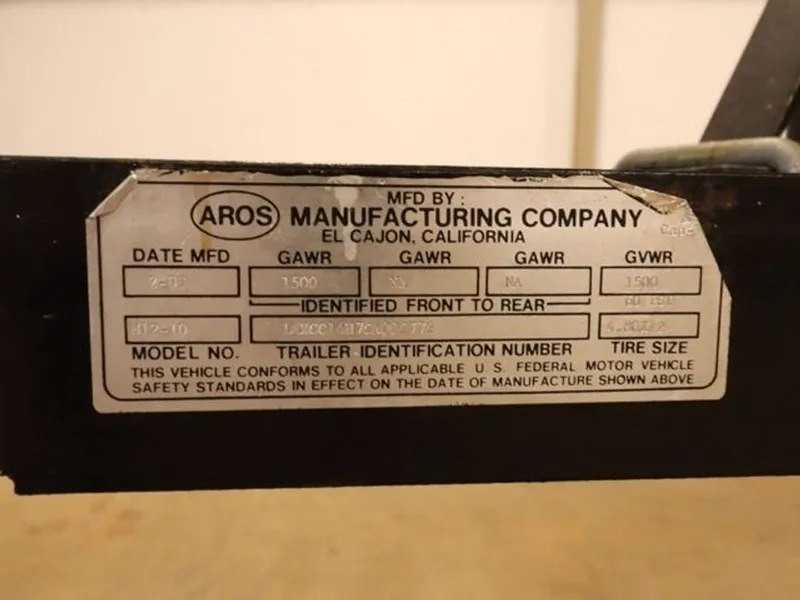 MFD BY :
AROS MANUFACTURING COMPANY
EL CAJON, CALIFORNIA
DATE MFD GAWR GAWR GAWR GVWR
1500 NA NA 1500
IDENTIFIED FRONT TO REAR
MODEL NO. TRAILER IDENTIFICATION NUMBER TIRE SIZE
THIS VEHICLE CONFORMS TO ALL APPLICABLE U.S. FEDERAL MOTOR VEHICLE
SAFETY STANDARDS IN EFFECT ON THE DATE OF MANUFACTURE SHOWN ABOVE